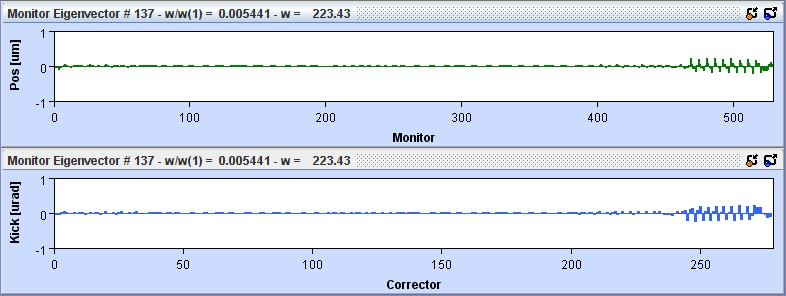 Monitor Eigenvector # 137 - w/w(1) = 0.005441 - w = 223.43
Pos [um]
1
0
-1
0 100 200 300 400 500
Monitor
Monitor Eigenvector # 137 - w/w(1) = 0.005441 - w = 223.43
Kick [urad]
1
0
-1
0 50 100 150 200 250
Corrector